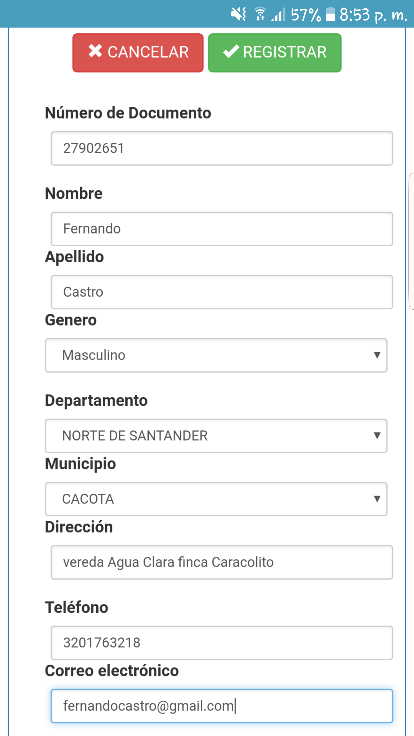 57% 8:53 p. m.
CANCELAR REGISTRAR
Número de Documento
27902651
Nombre
Fernando
Apellido
Castro
Genero
Masculino
Departamento
NORTE DE SANTANDER
Municipio
CACOTA
Dirección
vereda Agua Clara finca Caracolito
Teléfono
3201763218
Correo electrónico
fernandocastro@gmail.com